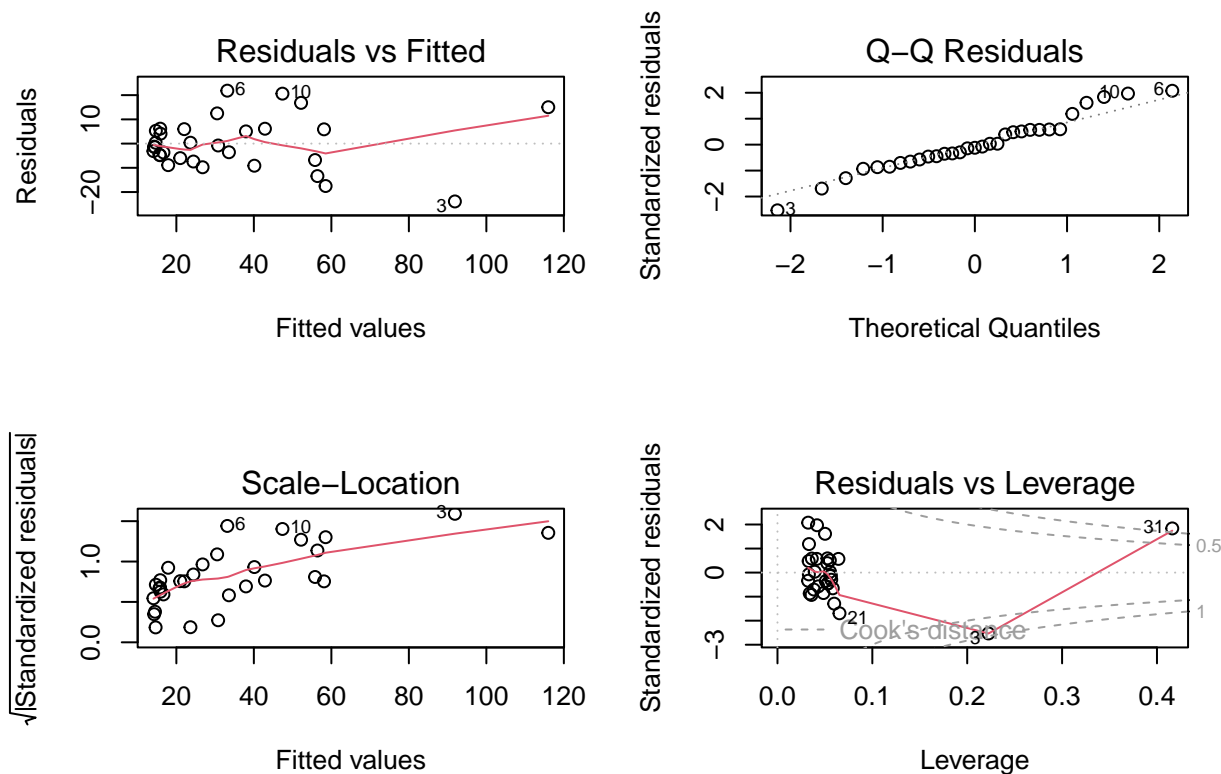 Residuals vs Fitted
Residuals
10
−20
6
10
3
20 40 60 80 100 120
Fitted values
Q−Q Residuals
Standardized residuals
2
0
−2
10
6
3
−2 −1 0 1 2
Theoretical Quantiles
Scale−Location
√|Standardized residuals|
1.0
0.0
6
10
3
20 40 60 80 100 120
Fitted values
Residuals vs Leverage
Standardized residuals
2
0
−3
31
0.5
1
21
3
Cook's distance
0.0 0.1 0.2 0.3 0.4
Leverage